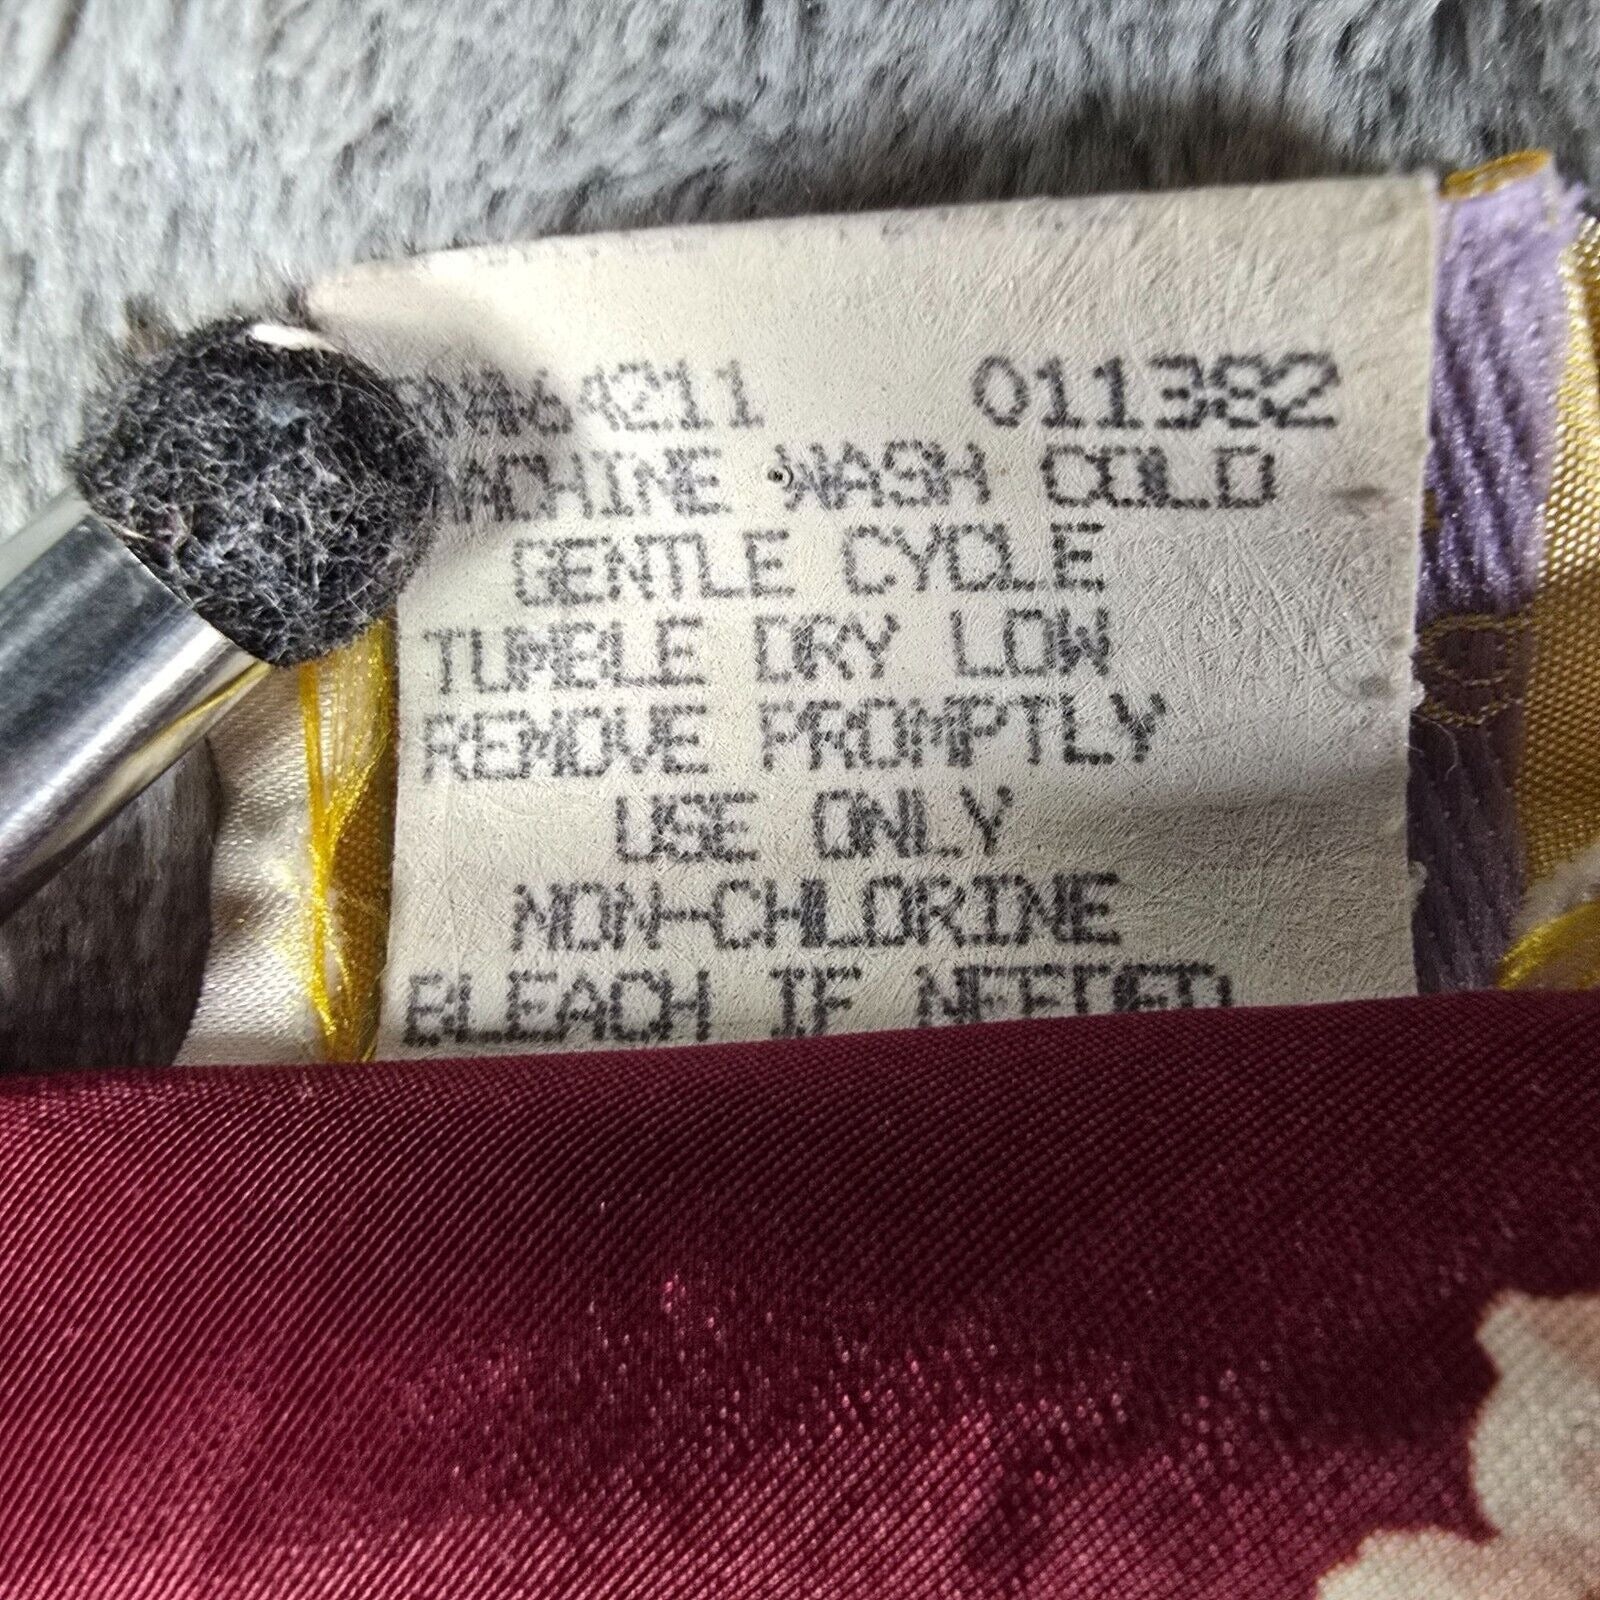 011382
MACHINE WASH COLD
GENTLE CYCLE
TUMBLE DRY LOW
REMOVE PROMPTLY
USE ONLY
NON-CHLORINE
BLEACH IF NEEDED